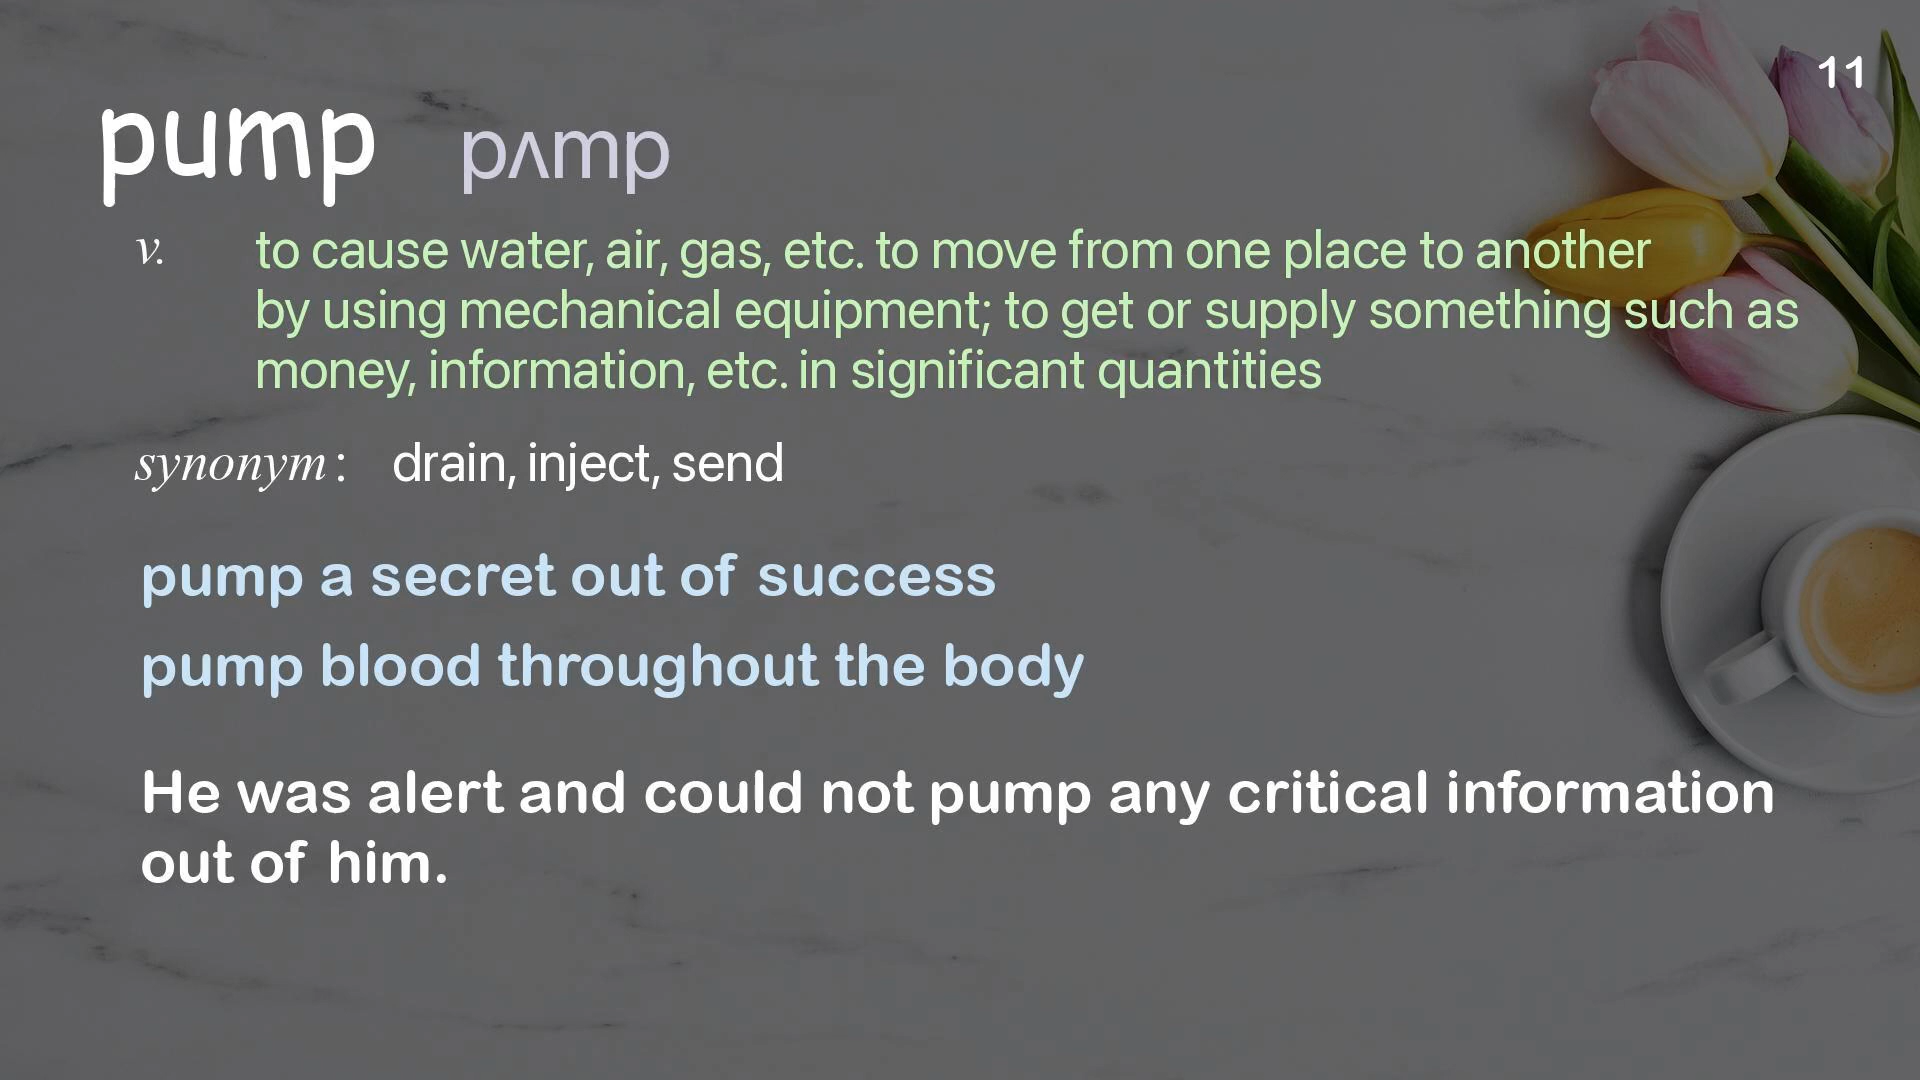 11
pump pʌmp
v. to cause water, air, gas, etc. to move from one place to another
by using mechanical equipment; to get or supply something such as
money, information, etc. in significant quantities
synonym : drain, inject, send
pump a secret out of success
pump blood throughout the body
He was alert and could not pump any critical information
out of him.